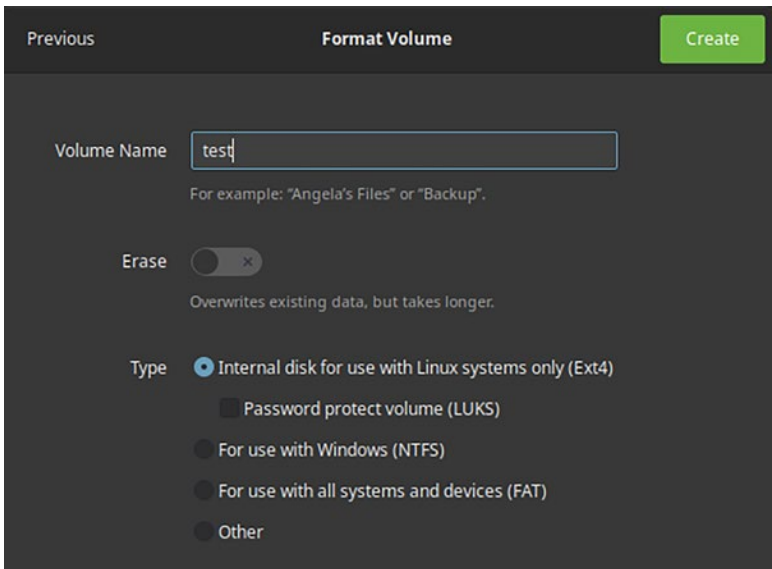 Previous
Format Volume
Create
Volume Name
test
For example: “Angela’s Files” or “Backup”.
Erase
Overwrites existing data, but takes longer.
Type
Internal disk for use with Linux systems only (Ext4)
Password protect volume (LUKS)
For use with Windows (NTFS)
For use with all systems and devices (FAT)
Other